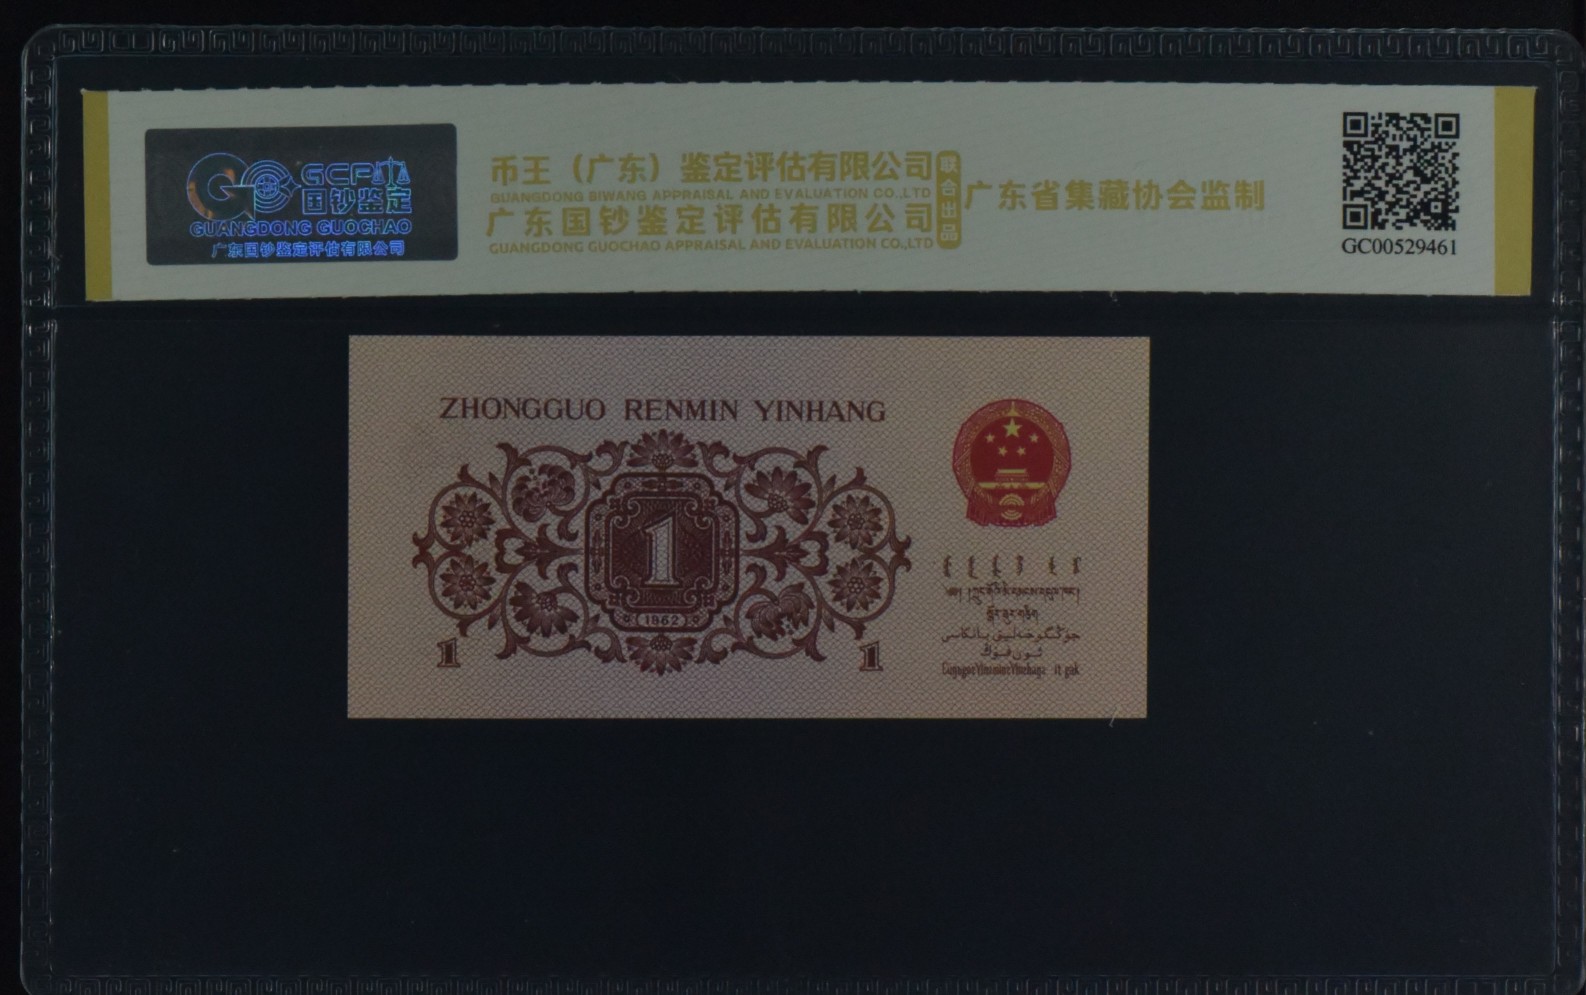 GCP
国钞鉴定
GUANGDONG GUOCHAO
广东国钞鉴定评估有限公司
币王（广东）鉴定评估有限公司
GUANGDONG BIWANG APPRAISAL AND EVALUATION CO.,LTD
广东国钞鉴定评估有限公司
GUANGDONG GUOCHAO APPRAISAL AND EVALUATION CO.,LTD
联合出品
广东省集藏协会监制
GC00529461
ZHONGGUO RENMIN YINHANG
1
(1962)
1 1